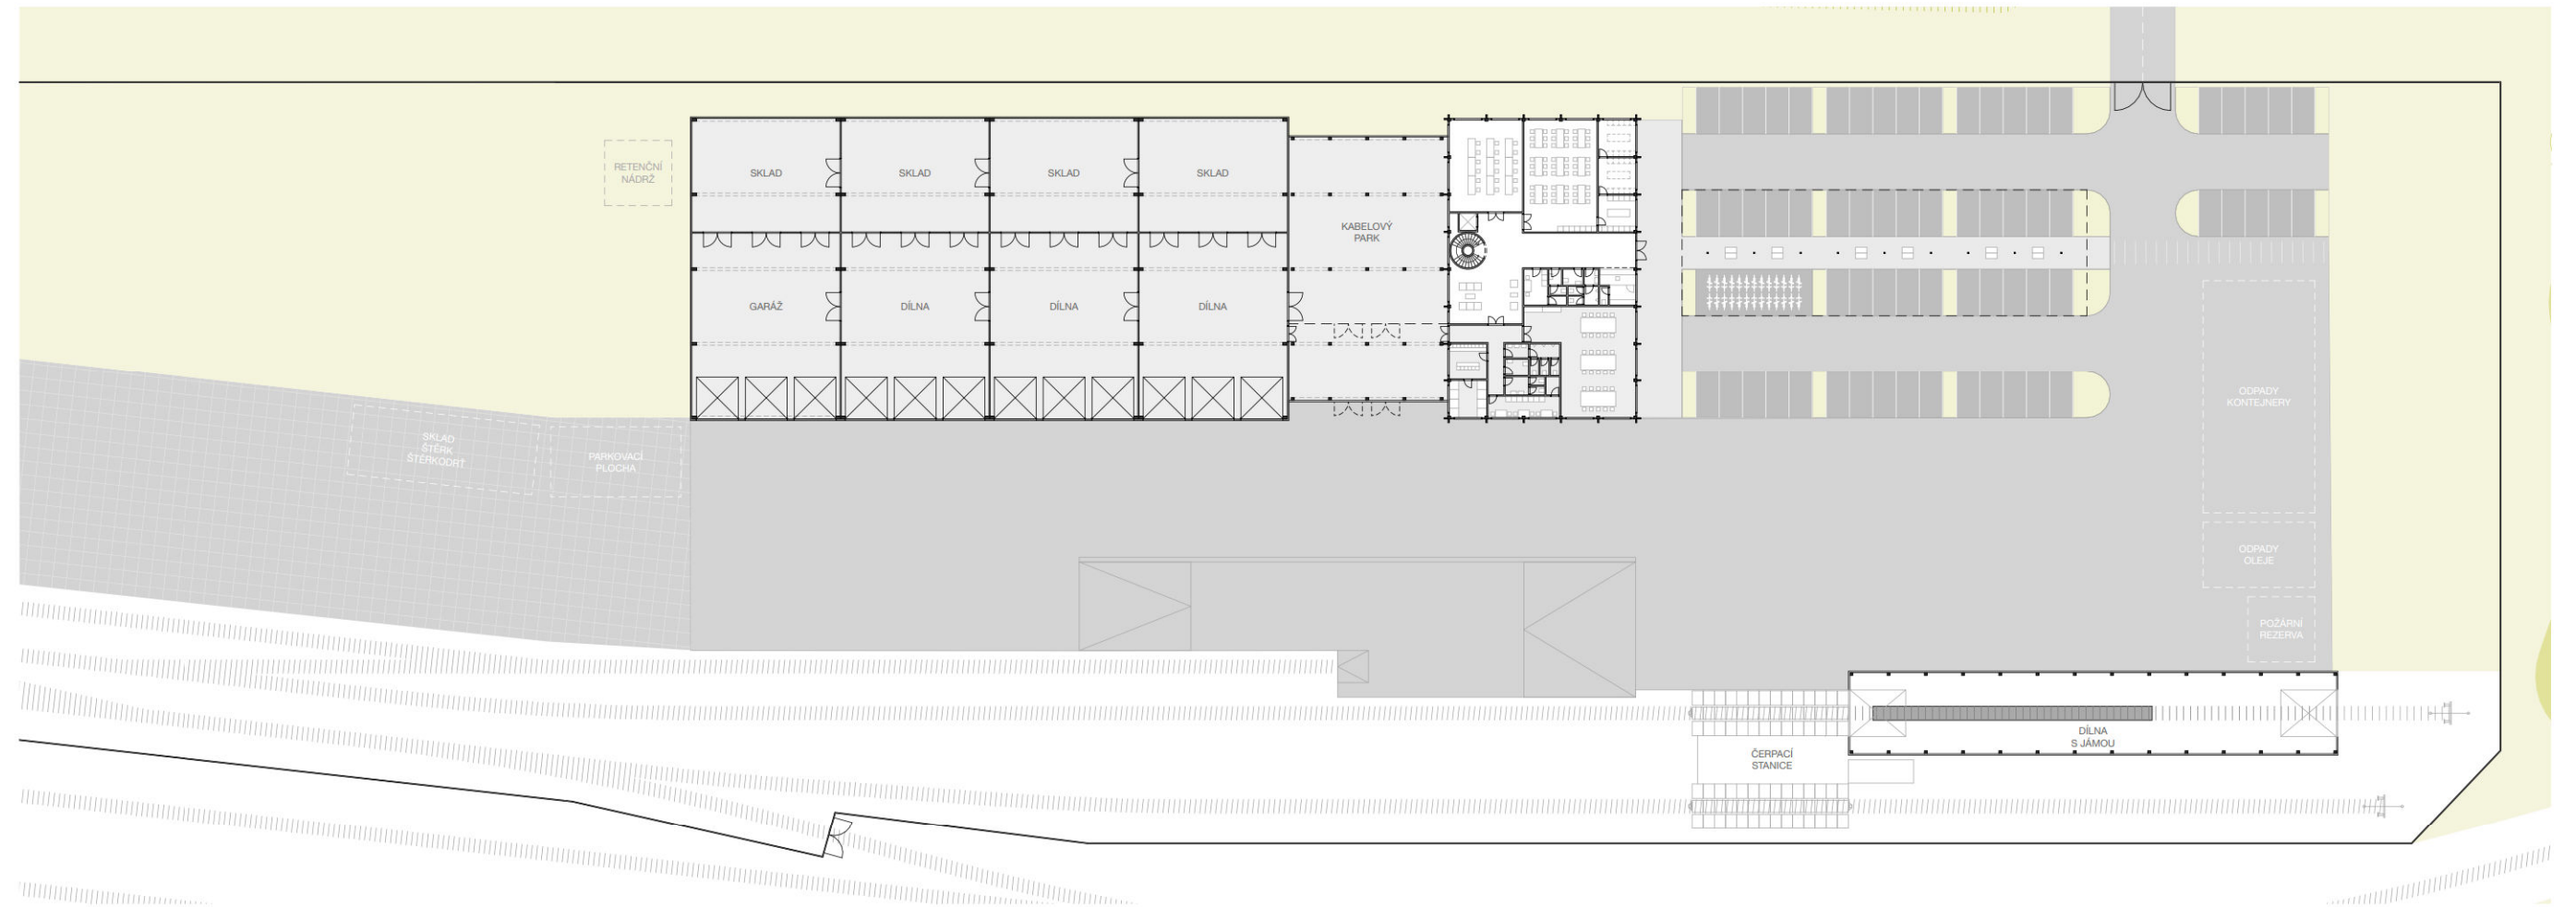 RETENČNÍ
NÁDRŽ
SKLAD
SKLAD
SKLAD
SKLAD
KABELOVÝ
PARK
GARÁŽ
DÍLNA
DÍLNA
DÍLNA
SKLAD
ŠTĚRK
ŠTĚRKODRŤ
PARKOVACÍ
PLOCHA
ODPADY
KONTEJNERY
ODPADY
OLEJE
POŽÁRNÍ
REZERVA
DÍLNA
S JÁMOU
ČERPACÍ
STANICE